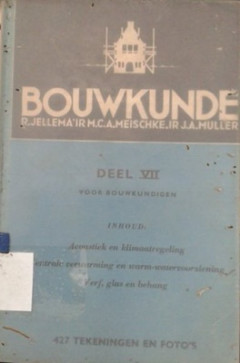 BOUWKUNDE
R.JELLEMA·IR M.C.A.MEISCHKE.IR J.A.MULLER
DEEL VII
VOOR BOUWKUNDIGEN
INHOUD:
Acoustiek en klimaatregeling
verwarming en warm-watervoorziening
Verf, glas en behang
427 TEKENINGEN EN FOTO'S